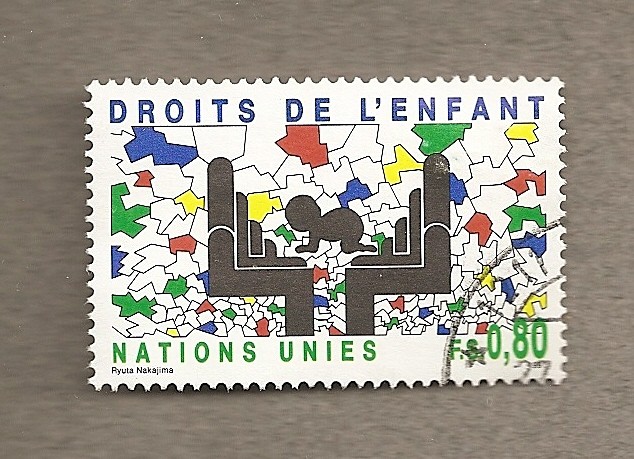 DROITS DE L'ENFANT
NATIONS UNIES
F.S. 0,80
Ryuta Nakajima